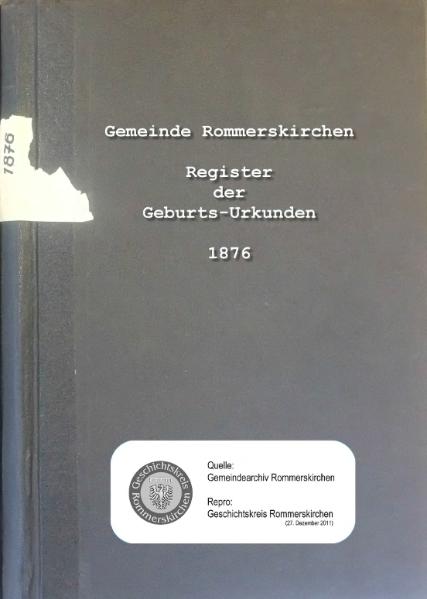 Gemeinde Rommerskirchen
Register
der
Geburts-Urkunden
1876
1876
Geschichtskreis
Rommerskirchen
Quelle:
Gemeindearchiv Rommerskirchen
Repro:
Geschichtskreis Rommerskirchen
(27. Dezember 2011)